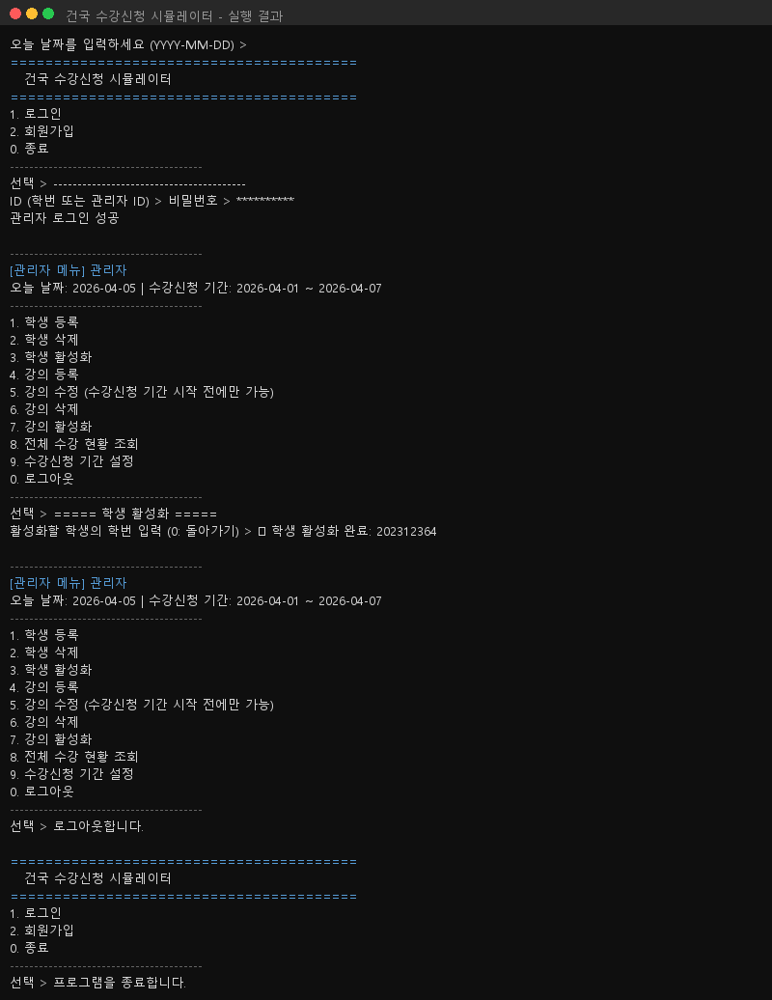 건국 수강신청 시뮬레이터 - 실행 결과
오늘 날짜를 입력하세요 (YYYY-MM-DD) >
========================================
건국 수강신청 시뮬레이터
========================================
1. 로그인
2. 회원가입
0. 종료
----------------------------------------
선택 > ----------------------------------------
ID (학번 또는 관리자 ID) > 비밀번호 > **********
관리자 로그인 성공
----------------------------------------
[관리자 메뉴] 관리자
오늘 날짜: 2026-04-05 | 수강신청 기간: 2026-04-01 ~ 2026-04-07
----------------------------------------
1. 학생 등록
2. 학생 삭제
3. 학생 활성화
4. 강의 등록
5. 강의 수정 (수강신청 기간 시작 전에만 가능)
6. 강의 삭제
7. 강의 활성화
8. 전체 수강 현황 조회
9. 수강신청 기간 설정
0. 로그아웃
----------------------------------------
선택 > ===== 학생 활성화 =====
활성화할 학생의 학번 입력 (0: 돌아가기) > □ 학생 활성화 완료: 202312364
----------------------------------------
[관리자 메뉴] 관리자
오늘 날짜: 2026-04-05 | 수강신청 기간: 2026-04-01 ~ 2026-04-07
----------------------------------------
1. 학생 등록
2. 학생 삭제
3. 학생 활성화
4. 강의 등록
5. 강의 수정 (수강신청 기간 시작 전에만 가능)
6. 강의 삭제
7. 강의 활성화
8. 전체 수강 현황 조회
9. 수강신청 기간 설정
0. 로그아웃
----------------------------------------
선택 > 로그아웃합니다.
========================================
건국 수강신청 시뮬레이터
========================================
1. 로그인
2. 회원가입
0. 종료
----------------------------------------
선택 > 프로그램을 종료합니다.